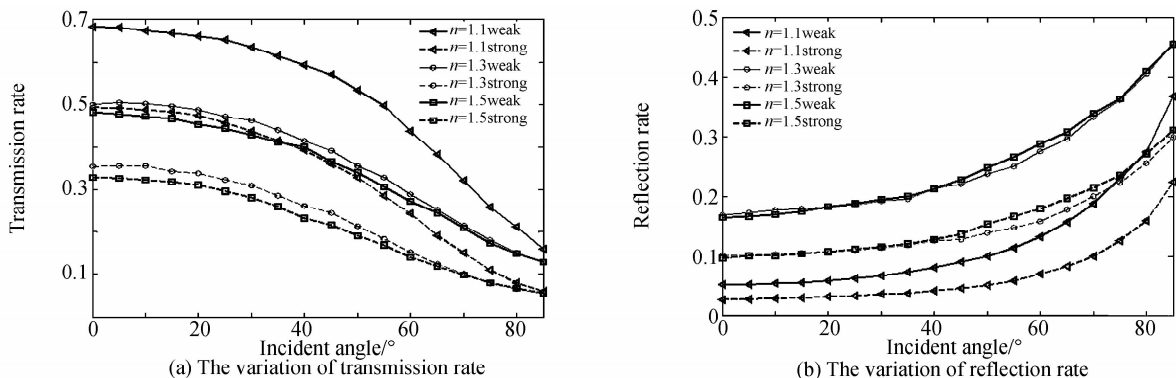 0.7
0.5
0.3
0.1
Transmission rate
n=1.1weak
n=1.1strong
n=1.3weak
n=1.3strong
n=1.5weak
n=1.5strong
0 20 40 60 80
Incident angle/°
(a) The variation of transmission rate
0.5
0.4
0.3
0.2
0.1
0
Reflection rate
n=1.1weak
n=1.1strong
n=1.3weak
n=1.3strong
n=1.5weak
n=1.5strong
0 20 40 60 80
Incident angle/°
(b) The variation of reflection rate